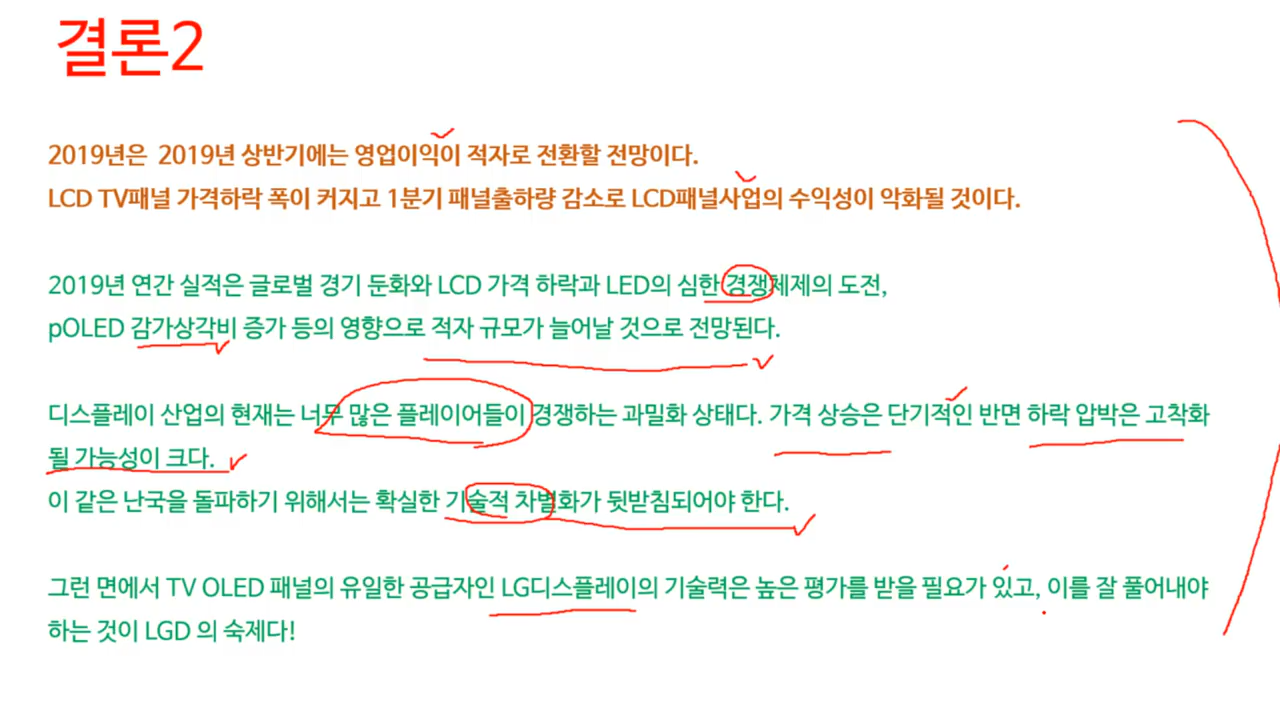 결론2
2019년은 2019년 상반기에는 영업이익이 적자로 전환할 전망이다.
LCD TV패널 가격하락 폭이 커지고 1분기 패널출하량 감소로 LCD패널사업의 수익성이 악화될 것이다.
2019년 연간 실적은 글로벌 경기 둔화와 LCD 가격 하락과 LED의 심한 경쟁체제의 도전,
pOLED 감가상각비 증가 등의 영향으로 적자 규모가 늘어날 것으로 전망된다.
디스플레이 산업의 현재는 너무 많은 플레이어들이 경쟁하는 과밀화 상태다. 가격 상승은 단기적인 반면 하락 압박은 고착화
될 가능성이 크다.
이 같은 난국을 돌파하기 위해서는 확실한 기술적 차별화가 뒷받침되어야 한다.
그런 면에서 TV OLED 패널의 유일한 공급자인 LG디스플레이의 기술력은 높은 평가를 받을 필요가 있고, 이를 잘 풀어내야
하는 것이 LGD 의 숙제다!